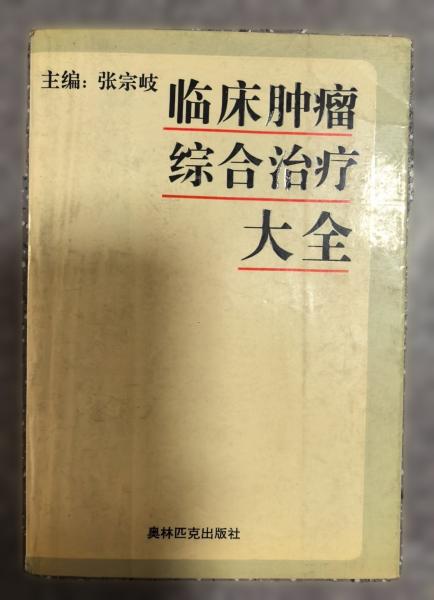 主编：张宗岐
临床肿瘤
综合治疗
大全
奥林匹克出版社